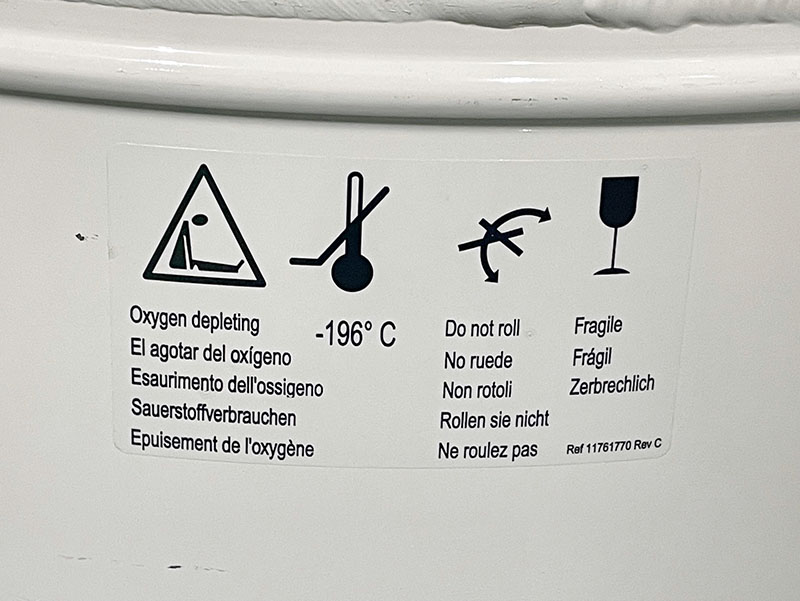 Oxygen depleting
El agotar del oxígeno
Esaurimento dell'ossigeno
Sauerstoffverbrauchen
Epuisement de l'oxygène
-196° C
Do not roll
No ruede
Non rotoli
Rollen sie nicht
Ne roulez pas
Fragile
Frágil
Zerbrechlich
Ref 11761770 Rev C